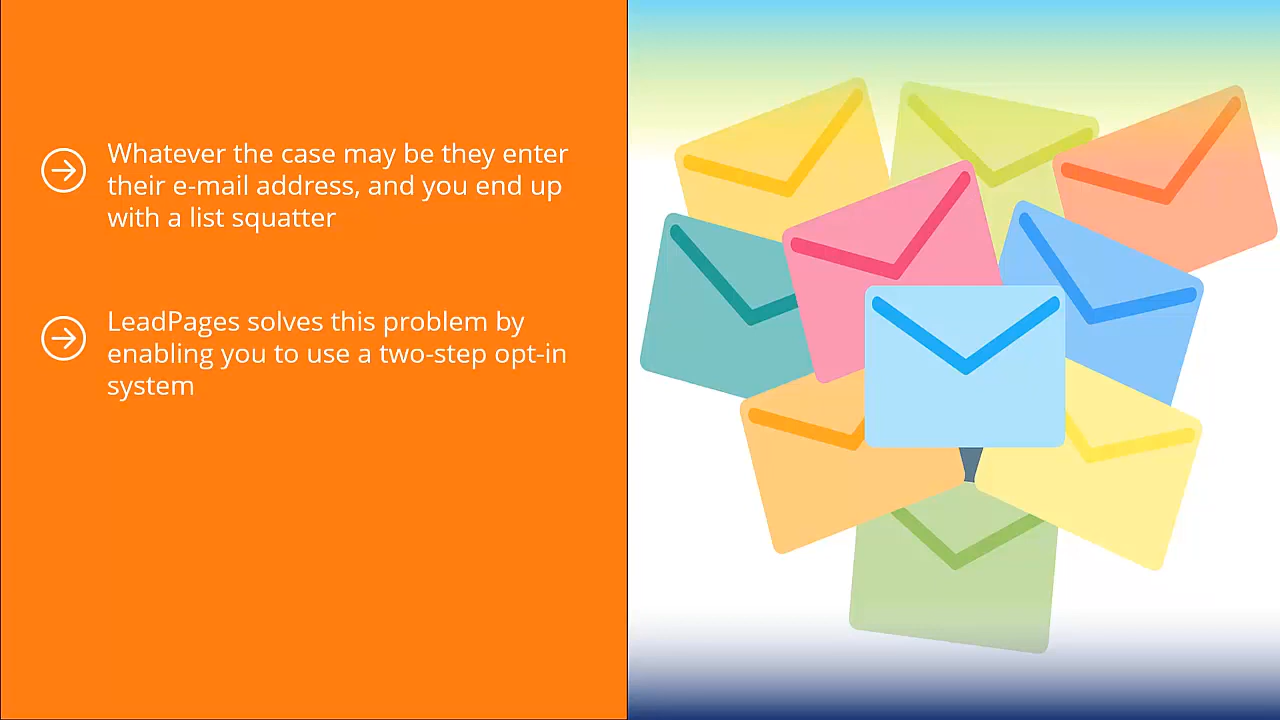 Whatever the case may be they enter
their e-mail address, and you end up
with a list squatter
LeadPages solves this problem by
enabling you to use a two-step opt-in
system